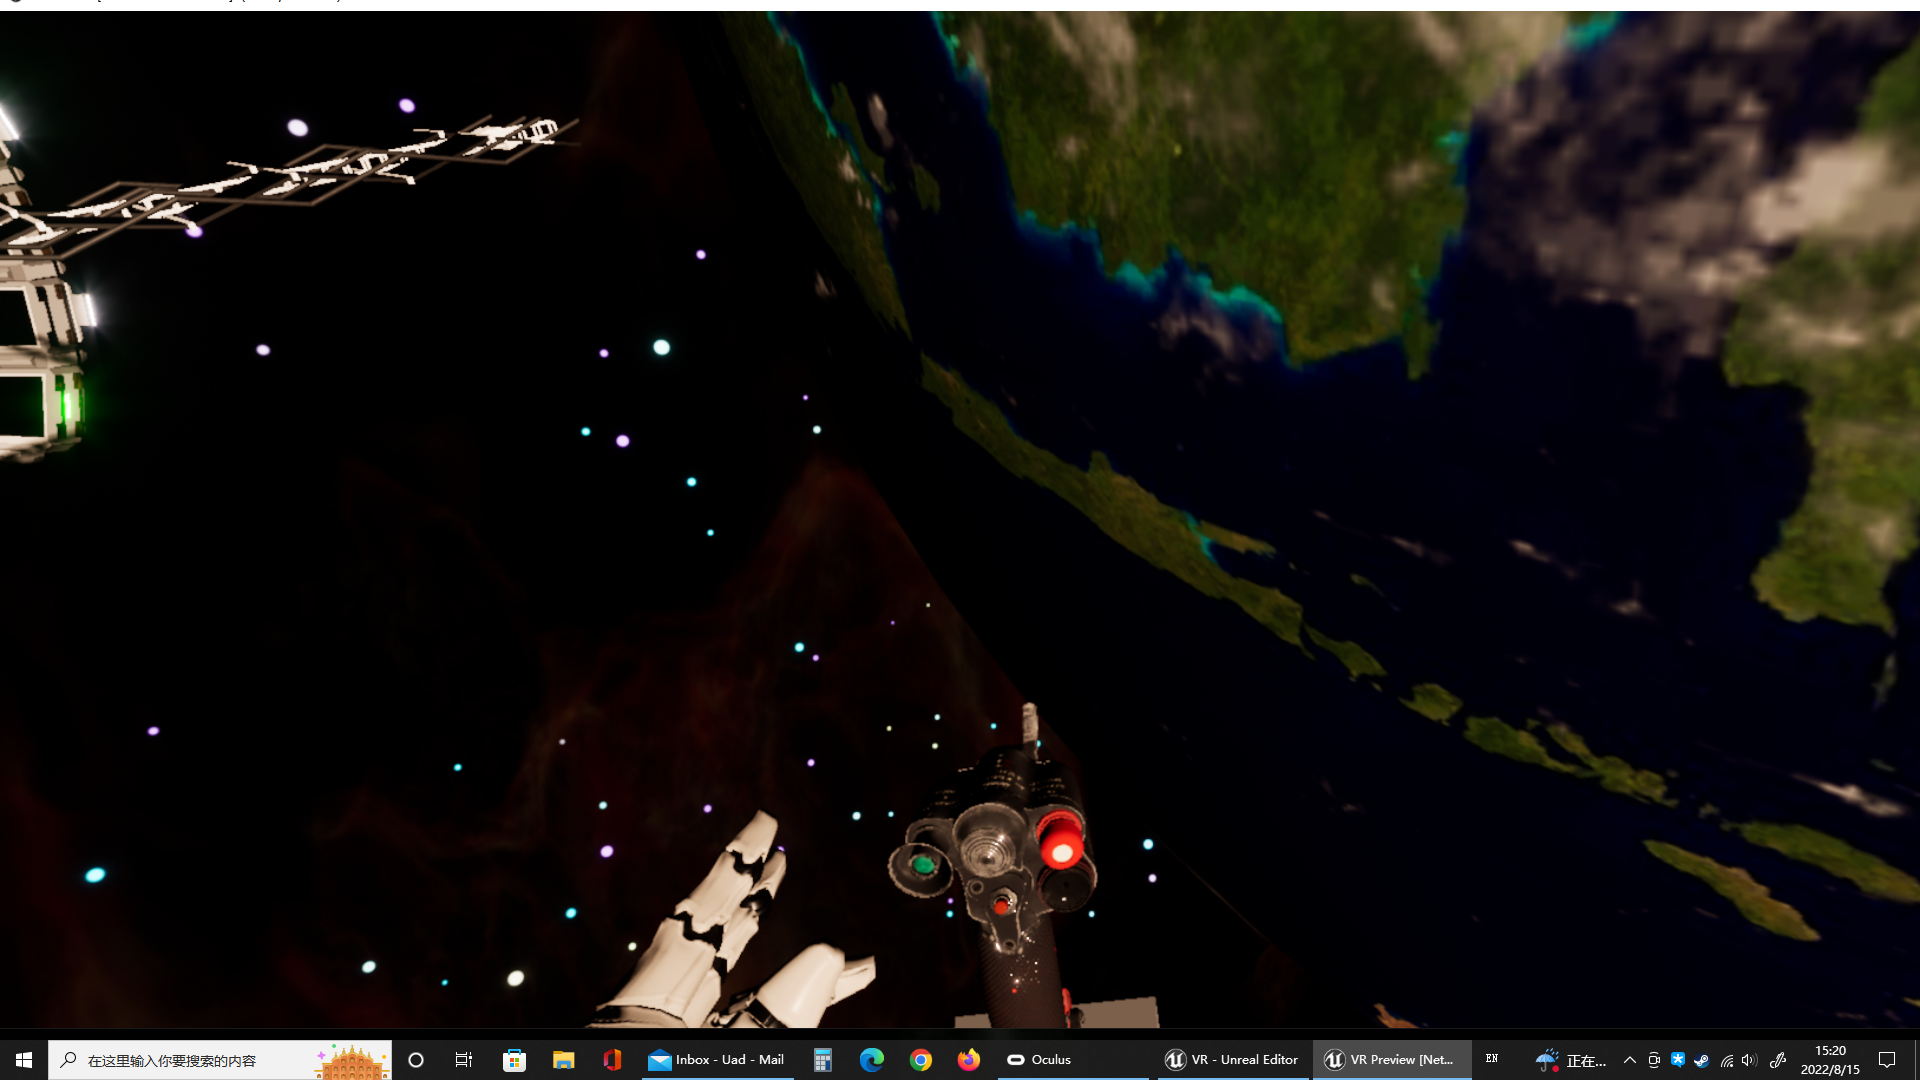 在这里输入你要搜索的内容
Inbox - Uad - Mail
Oculus
VR - Unreal Editor
VR Preview [Net...
EN
正在...
15:20
2022/8/15